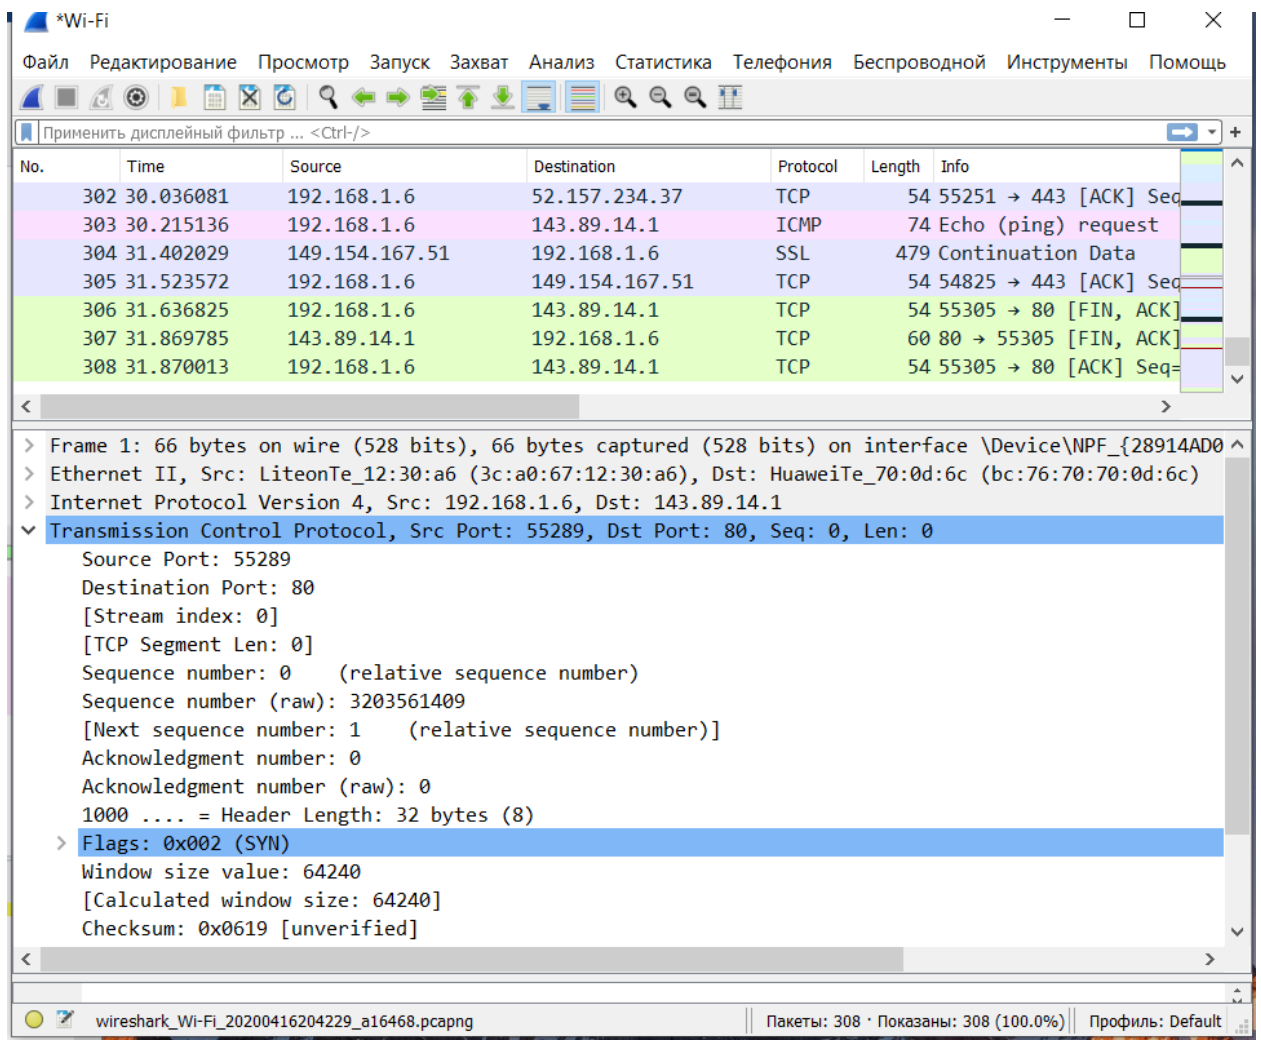 *Wi-Fi
Файл Редактирование Просмотр Запуск Захват Анализ Статистика Телефония Беспроводной Инструменты Помощь
Применить дисплейный фильтр ... <Ctrl-/>
No. Time Source Destination Protocol Length Info
302 30.036081 192.168.1.6 52.157.234.37 TCP 54 55251 → 443 [ACK] Seq
303 30.215136 192.168.1.6 143.89.14.1 ICMP 74 Echo (ping) request
304 31.402029 149.154.167.51 192.168.1.6 SSL 479 Continuation Data
305 31.523572 192.168.1.6 149.154.167.51 TCP 54 54825 → 443 [ACK] Seq
306 31.636825 192.168.1.6 143.89.14.1 TCP 54 55305 → 80 [FIN, ACK]
307 31.869785 143.89.14.1 192.168.1.6 TCP 60 80 → 55305 [FIN, ACK]
308 31.870013 192.168.1.6 143.89.14.1 TCP 54 55305 → 80 [ACK] Seq=
Frame 1: 66 bytes on wire (528 bits), 66 bytes captured (528 bits) on interface \Device\NPF_{28914AD0
Ethernet II, Src: LiteonTe_12:30:a6 (3c:a0:67:12:30:a6), Dst: HuaweiTe_70:0d:6c (bc:76:70:70:0d:6c)
Internet Protocol Version 4, Src: 192.168.1.6, Dst: 143.89.14.1
Transmission Control Protocol, Src Port: 55289, Dst Port: 80, Seq: 0, Len: 0
Source Port: 55289
Destination Port: 80
[Stream index: 0]
[TCP Segment Len: 0]
Sequence number: 0 (relative sequence number)
Sequence number (raw): 3203561409
[Next sequence number: 1 (relative sequence number)]
Acknowledgment number: 0
Acknowledgment number (raw): 0
1000 .... = Header Length: 32 bytes (8)
Flags: 0x002 (SYN)
Window size value: 64240
[Calculated window size: 64240]
Checksum: 0x0619 [unverified]
wireshark_Wi-Fi_20200416204229_a16468.pcapng Пакеты: 308 · Показаны: 308 (100.0%) Профиль: Default